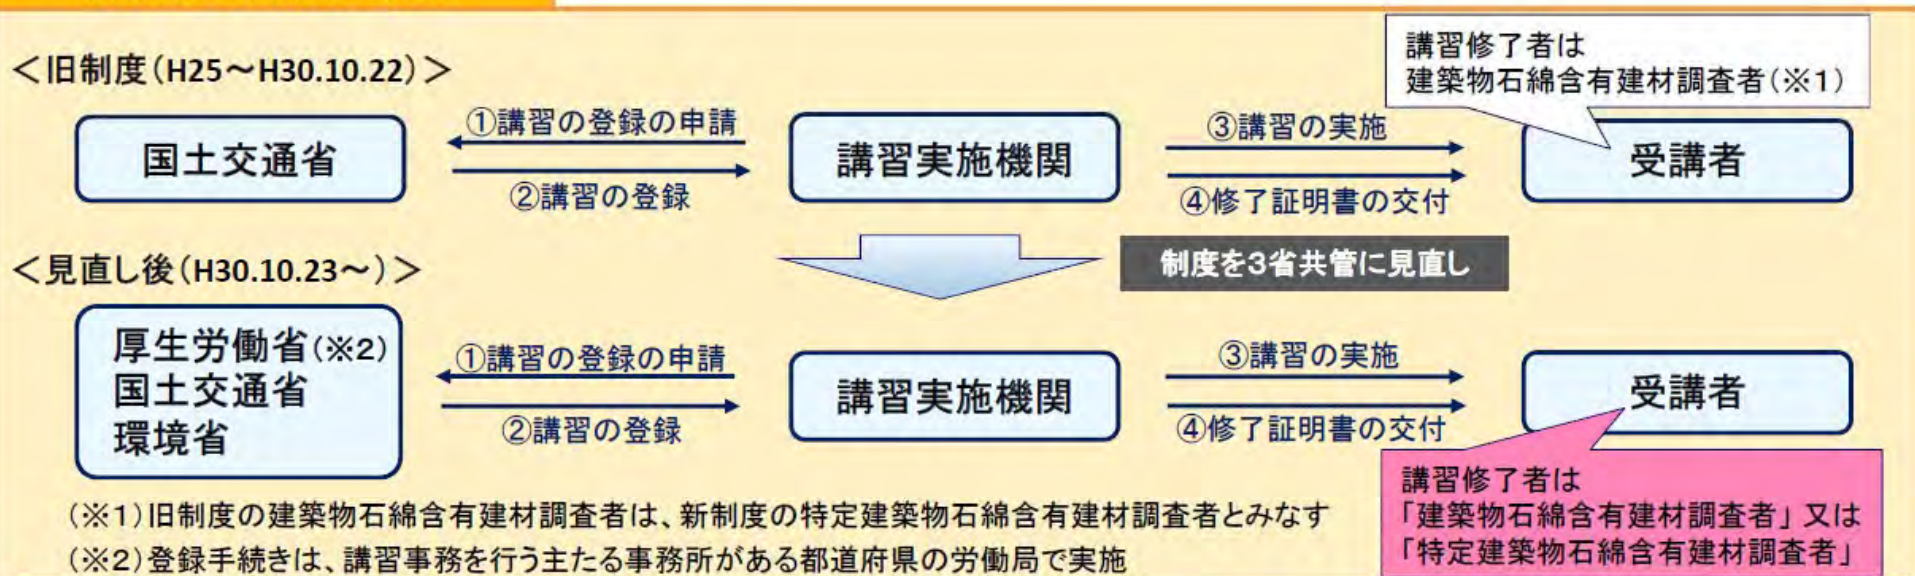 <旧制度(H25~H30.10.22)>
講習修了者は
建築物石綿含有建材調査者(※1)
国土交通省
①講習の登録の申請
②講習の登録
講習実施機関
③講習の実施
④修了証明書の交付
受講者
制度を3省共管に見直し
<見直し後(H30.10.23~)>
厚生労働省(※2)
国土交通省
環境省
①講習の登録の申請
②講習の登録
講習実施機関
③講習の実施
④修了証明書の交付
受講者
講習修了者は
「建築物石綿含有建材調査者」又は
「特定建築物石綿含有建材調査者」
(※1)旧制度の建築物石綿含有建材調査者は、新制度の特定建築物石綿含有建材調査者とみなす
(※2)登録手続きは、講習事務を行う主たる事務所がある都道府県の労働局で実施